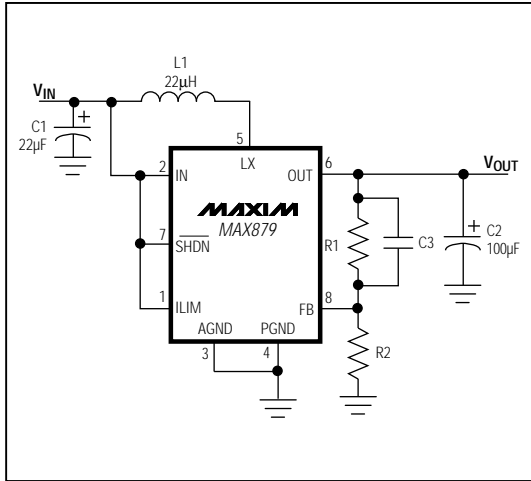 L1
22µH
VIN
C1
22µF
+
5
LX
2
IN
OUT
6
VOUT
MAXIM
MAX879
7
SHDN
R1
C3
+
C2
100µF
1
ILIM
FB
8
AGND
PGND
3
4
R2